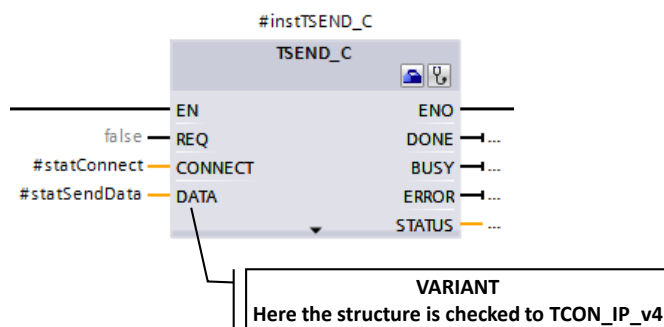 #instTSEND_C
TSEND_C
EN ENO
false REQ DONE ...
#statConnect CONNECT BUSY ...
#statSendData DATA ERROR ...
STATUS ...
VARIANT
Here the structure is checked to TCON_IP_v4